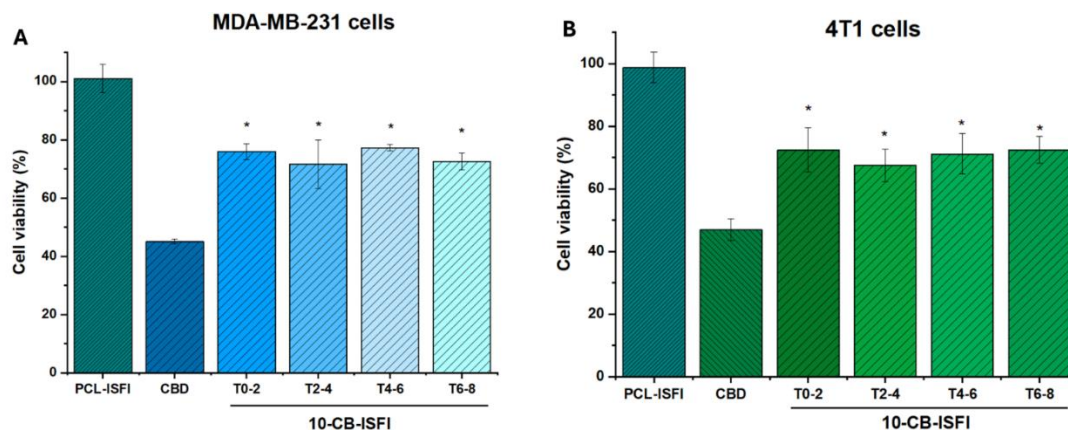 A
MDA-MB-231 cells
Cell viability (%)
100
80
60
40
20
0
* * * *
PCL-ISFI CBD T0-2 T2-4 T4-6 T6-8
10-CB-ISFI
B
4T1 cells
Cell viability (%)
100
80
60
40
20
0
* * * *
PCL-ISFI CBD T0-2 T2-4 T4-6 T6-8
10-CB-ISFI